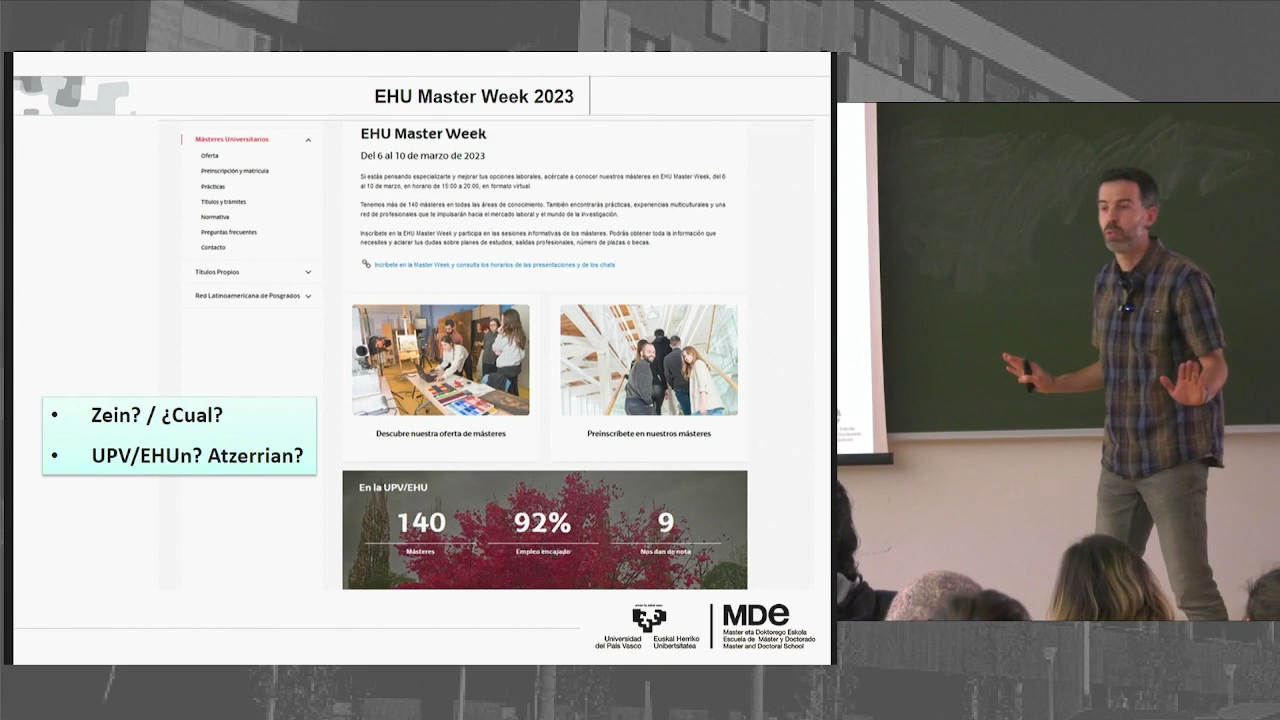 EHU Master Week 2023
Másteres Universitarios
Oferta
Preinscripción y matrícula
Prácticas
Títulos y trámites
Normativa
Preguntas frecuentes
Contacto
Títulos Propios
Red Latinoamericana de Posgrados
EHU Master Week
Del 6 al 10 de marzo de 2023
Si estás pensando especializarte y mejorar tus opciones laborales, acércate a conocer nuestros másteres en EHU Master Week, del 6
al 10 de marzo, en horario de 15:00 a 20:00, en formato virtual.
Tenemos más de 140 másteres en todas las áreas de conocimiento. También encontrarás prácticas, experiencias multiculturales y una
red de profesionales que te impulsarán hacia el mercado laboral y el mundo de la investigación.
Inscríbete en la EHU Master Week y participa en las sesiones informativas de los másteres. Podrás obtener toda la información que
necesites y aclarar tus dudas sobre planes de estudios, salidas profesionales, número de plazas o becas.
Incríbete en la Master Week y consulta los horarios de las presentaciones y de los chats
Descubre nuestra oferta de másteres
Preinscríbete en nuestros másteres
• Zein? / ¿Cual?
• UPV/EHUn? Atzerrian?
En la UPV/EHU
140
92%
9
Másteres
Empleo encajado
Nos dan de nota
Universidad
del País Vasco
Euskal Herriko
Unibertsitatea
MDe
Master eta Doktorego Eskola
Escuela de Máster y Doctorado
Master and Doctoral School